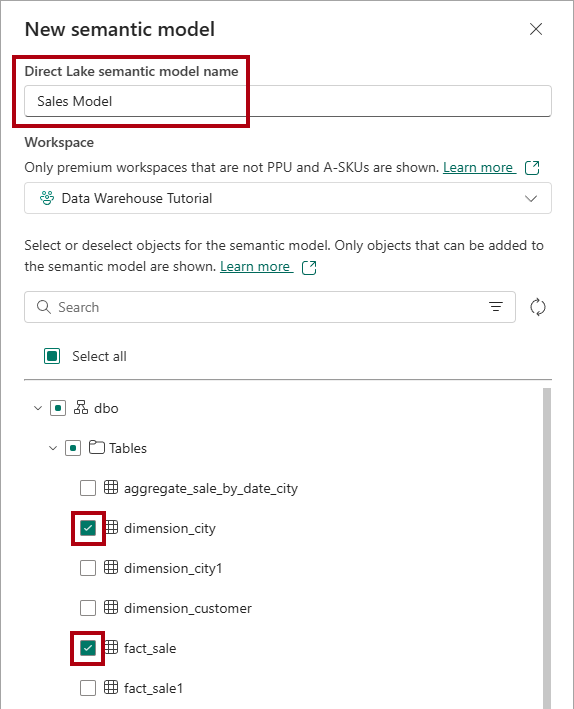 New semantic model
Direct Lake semantic model name
Sales Model
Workspace
Only premium workspaces that are not PPU and A-SKUs are shown. Learn more
Data Warehouse Tutorial
Select or deselect objects for the semantic model. Only objects that can be added to
the semantic model are shown. Learn more
Search
Select all
dbo
Tables
aggregate_sale_by_date_city
dimension_city
dimension_city1
dimension_customer
fact_sale
fact_sale1